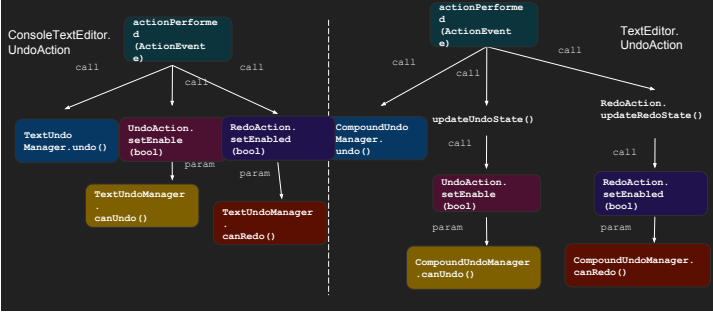 ConsoleTextEditor.
UndoAction
actionPerforme
d
(ActionEvent
e)
call
call
call
TextUndo
Manager.undo()
UndoAction.
setEnable
(bool)
RedoAction.
setEnabled
(bool)
param
param
TextUndoManager
.
canUndo()
TextUndoManager
.
canRedo()
actionPerforme
d
(ActionEvent
e)
TextEditor.
UndoAction
call
call
call
CompoundUndo
Manager.
undo()
updateUndoState()
RedoAction.
updateRedoState()
call
call
UndoAction.
setEnable
(bool)
RedoAction.
setEnabled
(bool)
param
param
CompoundUndoManager
.canUndo()
CompoundUndoManager.
canRedo()